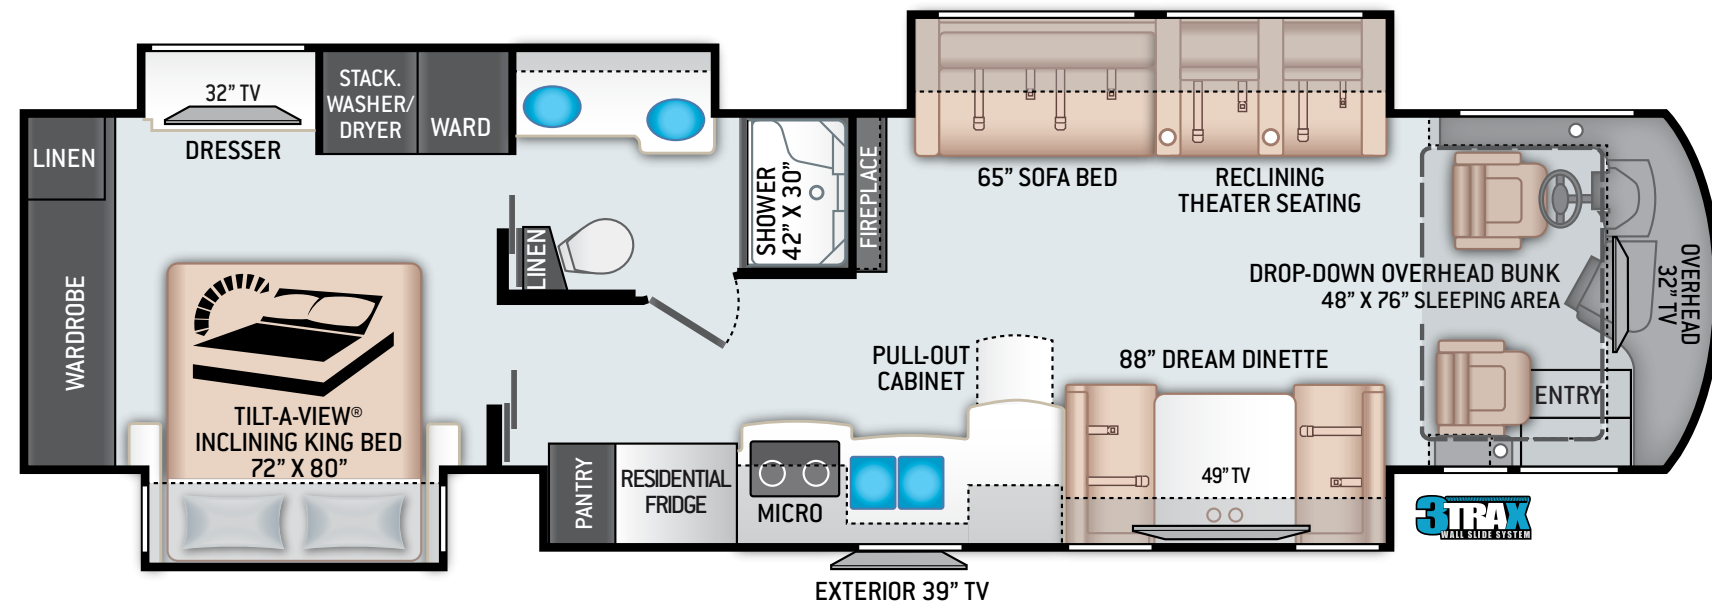 32” TV
DRESSER
STACK.
WASHER/
DRYER
WARD
LINEN
WARDROBE
TILT-A-VIEW®
INCLINING KING BED
72” X 80”
LINEN
SHOWER
42” X 30”
FIREPLACE
65” SOFA BED
RECLINING
THEATER SEATING
DROP-DOWN OVERHEAD BUNK
48” X 76” SLEEPING AREA
OVERHEAD
32” TV
ENTRY
PULL-OUT
CABINET
88” DREAM DINETTE
49” TV
PANTRY
RESIDENTIAL
FRIDGE
MICRO
EXTERIOR 39” TV
3TRAX
WALL SLIDE SYSTEM